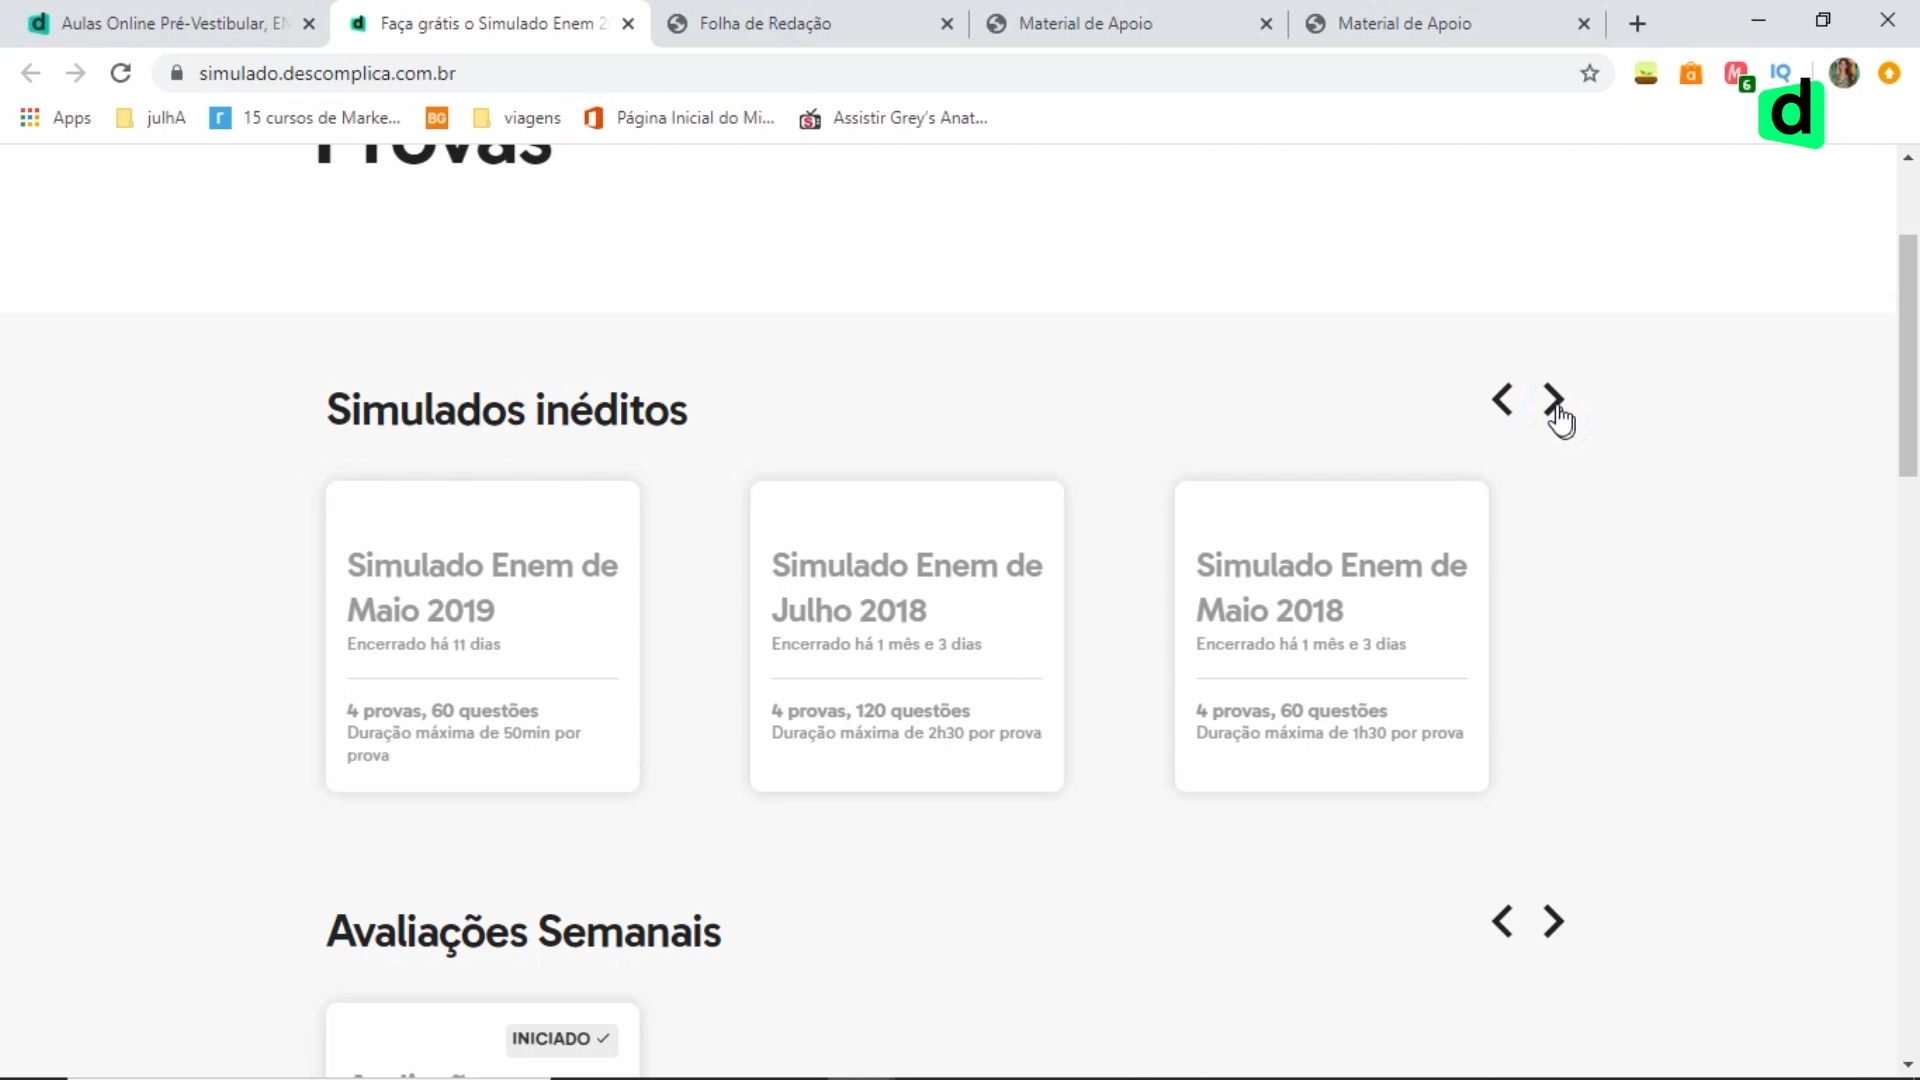 Aulas Online Pré-Vestibular, EN
Faça grátis o Simulado Enem 2
Folha de Redação
Material de Apoio
Material de Apoio
simulado.descomplica.com.br
6
IQ
d
Apps
julhA
15 cursos de Marke...
BG
viagens
Página Inicial do Mi...
Assistir Grey's Anat...
Provas
Simulados inéditos
Simulado Enem de
Maio 2019
Encerrado há 11 dias
4 provas, 60 questões
Duração máxima de 50min por
prova
Simulado Enem de
Julho 2018
Encerrado há 1 mês e 3 dias
4 provas, 120 questões
Duração máxima de 2h30 por prova
Simulado Enem de
Maio 2018
Encerrado há 1 mês e 3 dias
4 provas, 60 questões
Duração máxima de 1h30 por prova
Avaliações Semanais
INICIADO